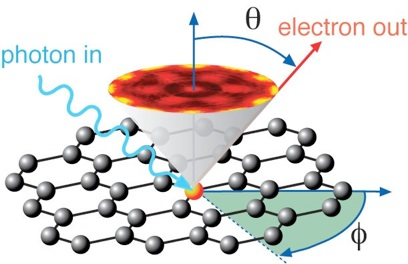 θ
electron out
photon in
ϕ